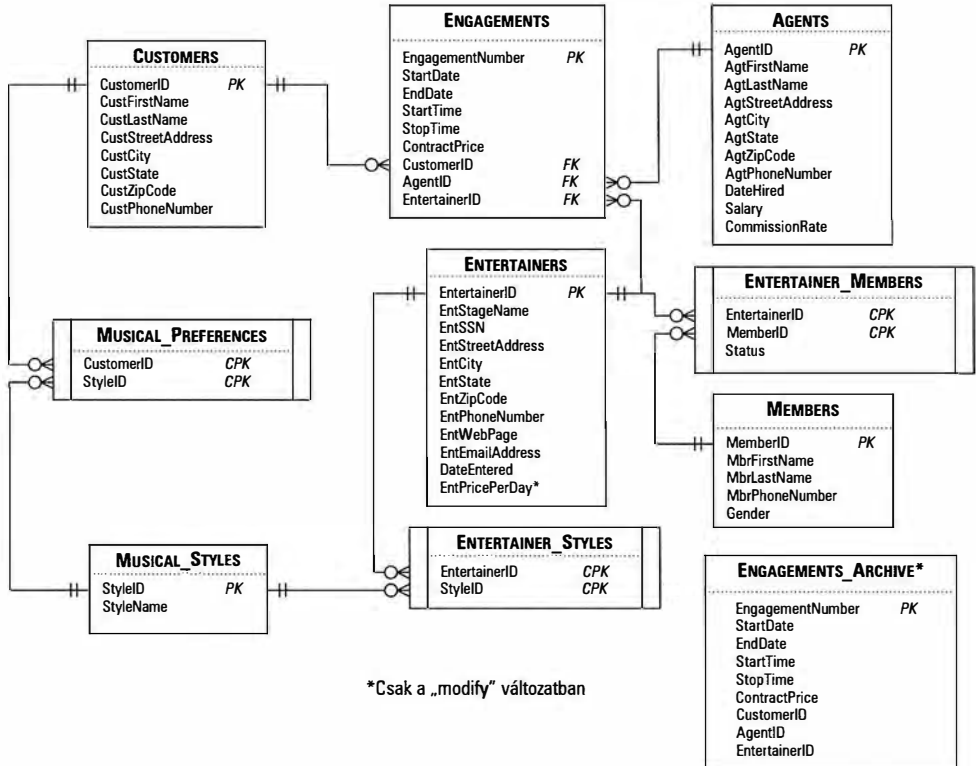 CUSTOMERS
CustomerID PK
CustFirstName
CustLastName
CustStreetAddress
CustCity
CustState
CustZipCode
CustPhoneNumber
ENGAGEMENTS
EngagementNumber PK
StartDate
EndDate
StartTime
StopTime
ContractPrice
CustomerID FK
AgentID FK
EntertainerID FK
AGENTS
AgentID PK
AgtFirstName
AgtLastName
AgtStreetAddress
AgtCity
AgtState
AgtZipCode
AgtPhoneNumber
DateHired
Salary
CommissionRate
MUSICAL_PREFERENCES
CustomerID CPK
StyleID CPK
ENTERTAINERS
EntertainerID PK
EntStageName
EntSSN
EntStreetAddress
EntCity
EntState
EntZipCode
EntPhoneNumber
EntWebPage
EntEmailAddress
DateEntered
EntPricePerDay*
ENTERTAINER_MEMBERS
EntertainerID CPK
MemberID CPK
Status
MEMBERS
MemberID PK
MbrFirstName
MbrLastName
MbrPhoneNumber
Gender
MUSICAL_STYLES
StyleID PK
StyleName
ENTERTAINER_STYLES
EntertainerID CPK
StyleID CPK
ENGAGEMENTS_ARCHIVE*
EngagementNumber PK
StartDate
EndDate
StartTime
StopTime
ContractPrice
CustomerID
AgentID
EntertainerID
*Csak a „modify” változatban